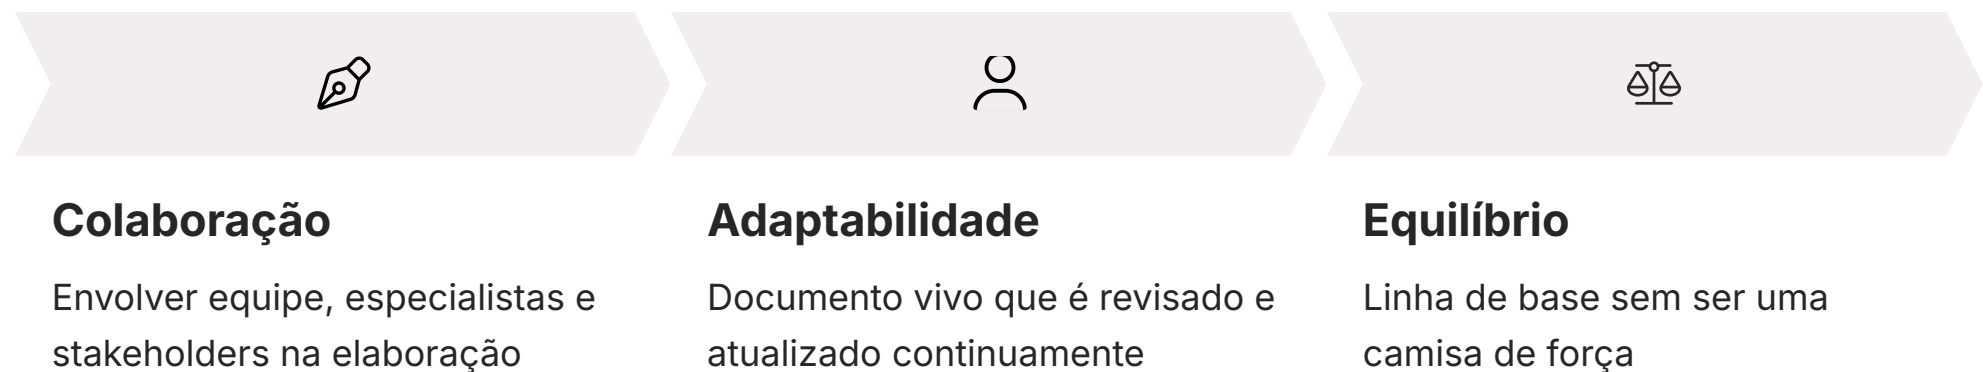 Colaboração
Envolver equipe, especialistas e
stakeholders na elaboração
Adaptabilidade
Documento vivo que é revisado e
atualizado continuamente
Equilíbrio
Linha de base sem ser uma
camisa de força